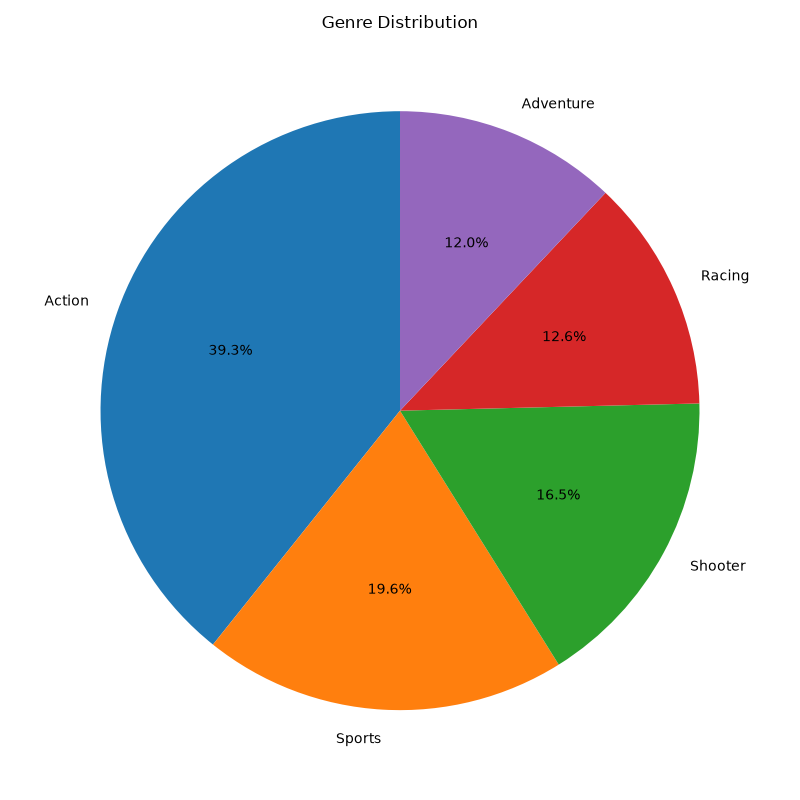 Genre Distribution
Adventure
12.0%
Racing
12.6%
Action
39.3%
16.5%
Shooter
19.6%
Sports